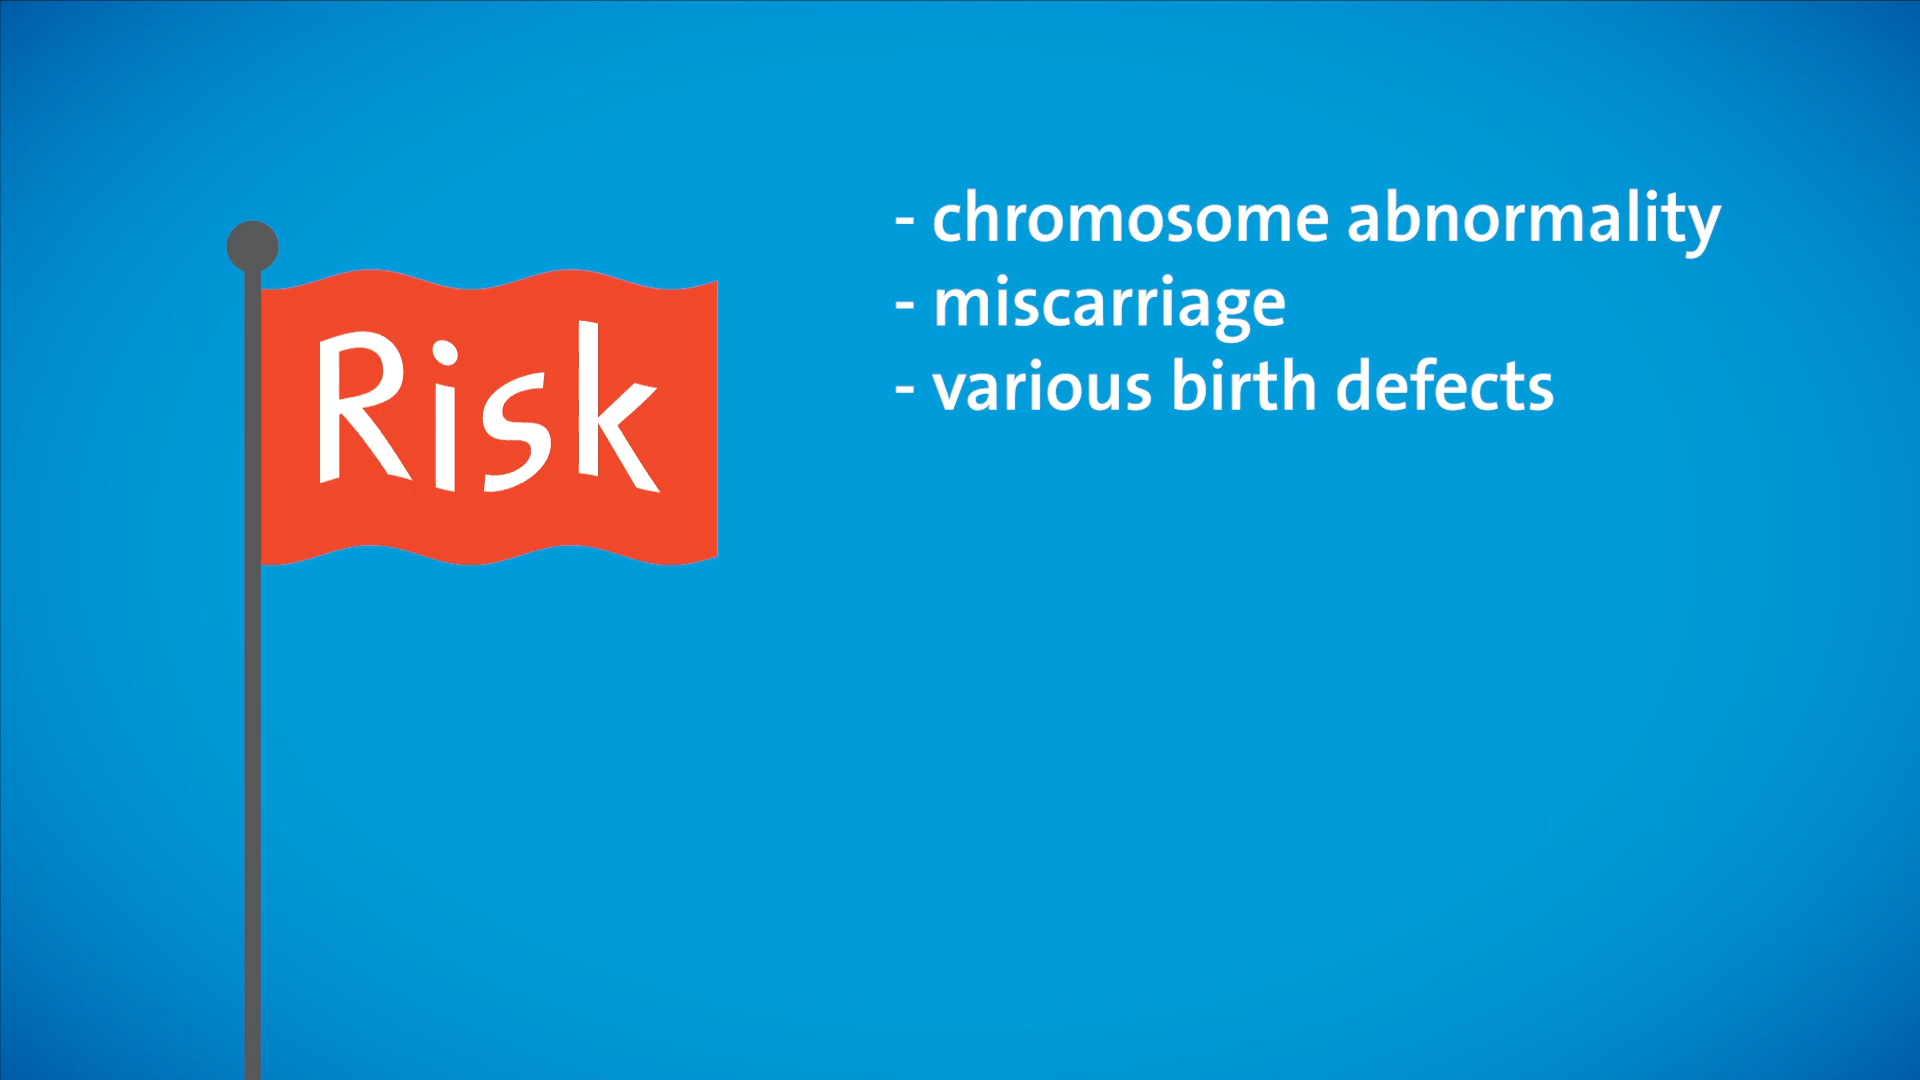 Risk
- chromosome abnormality
- miscarriage
- various birth defects